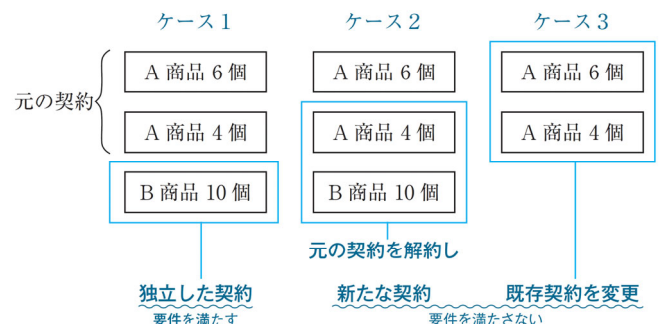 ケース1 ケース2 ケース3
元の契約
A 商品 6 個 A 商品 6 個 A 商品 6 個
A 商品 4 個 A 商品 4 個 A 商品 4 個
B 商品 10 個 B 商品 10 個
元の契約を解約し
独立した契約 新たな契約 既存契約を変更
要件を満たす 要件を満たさない